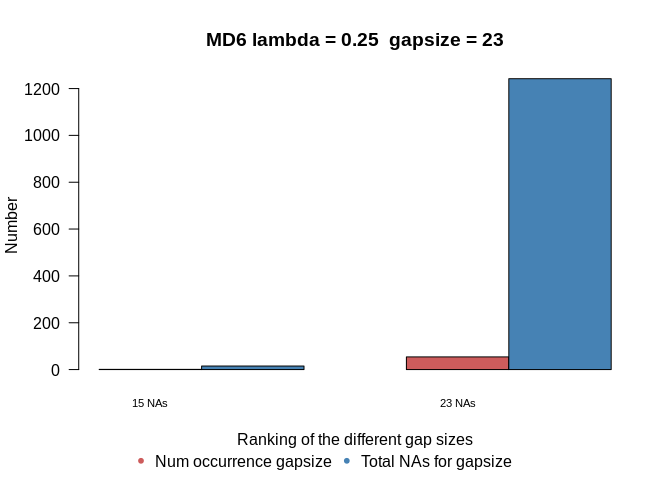 MD6 lambda = 0.25  gapsize = 23
Number
1200
1000
800
600
400
200
0
15 NAs
23 NAs
Ranking of the different gap sizes
Num occurrence gapsize
Total NAs for gapsize